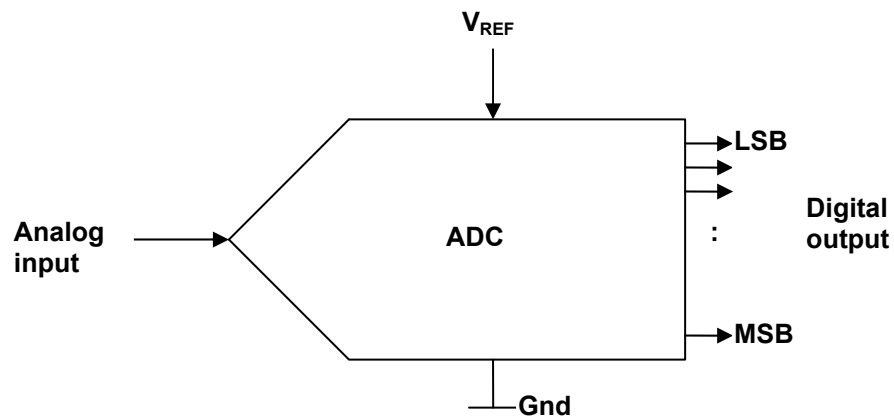 VREF
LSB
Analog
input
ADC
:
Digital
output
MSB
Gnd